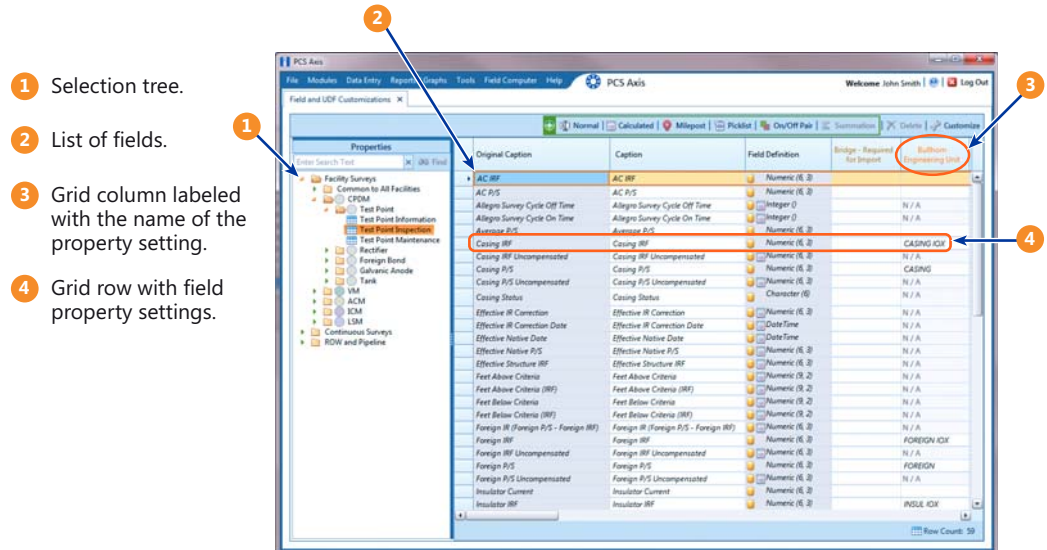 2
PCS Axis
File Modules Data Entry Reports Graphs Tools Field Computer Help PCS Axis Welcome John Smith | Log Out
Field and UDF Customizations X
1 Selection tree.
2 List of fields.
3 Grid column labeled
with the name of the
property setting.
4 Grid row with field
property settings.
1
3
4
Normal | Calculated | Milepost | Picklist | On/Off Pair | Summation | Delete | Customize
Properties
Enter Search Text Find
Facility Surveys
Common to All Facilities
CPDM
Test Point
Test Point Information
Test Point Inspection
Test Point Maintenance
Rectifier
Foreign Bond
Galvanic Anode
Tank
VM
ACM
ICM
LSM
Continuous Surveys
ROW and Pipeline
Original Caption Caption Field Definition Bridge - Required for Import Bullhorn Engineering Unit
AC IRF AC IRF Numeric (6, 3)
AC P/S AC P/S Numeric (6, 3)
Allegro Survey Cycle Off Time Allegro Survey Cycle Off Time Integer () N / A
Allegro Survey Cycle On Time Allegro Survey Cycle On Time Integer () N / A
Average P/S Average P/S Numeric (6, 3)
Casing IRF Casing IRF Numeric (6, 3) CASING IOX
Casing IRF Uncompensated Casing IRF Uncompensated Numeric (6, 3) N / A
Casing P/S Casing P/S Numeric (6, 3) CASING
Casing P/S Uncompensated Casing P/S Uncompensated Numeric (6, 3) N / A
Casing Status Casing Status Character (6) N / A
Effective IR Correction Effective IR Correction Numeric (6, 3) N / A
Effective IR Correction Date Effective IR Correction Date DateTime N / A
Effective Native Date Effective Native Date DateTime N / A
Effective Native P/S Effective Native P/S Numeric (6, 3) N / A
Effective Structure IRF Effective Structure IRF Numeric (6, 3) N / A
Feet Above Criteria Feet Above Criteria Numeric (9, 2) N / A
Feet Above Criteria (IRF) Feet Above Criteria (IRF) Numeric (9, 2) N / A
Feet Below Criteria Feet Below Criteria Numeric (9, 2) N / A
Feet Below Criteria (IRF) Feet Below Criteria (IRF) Numeric (9, 2) N / A
Foreign IR (Foreign P/S - Foreign IRF) Foreign IR (Foreign P/S - Foreign IRF) Numeric (6, 3) N / A
Foreign IRF Foreign IRF Numeric (6, 3) FOREIGN IOX
Foreign IRF Uncompensated Foreign IRF Uncompensated Numeric (6, 3) N / A
Foreign P/S Foreign P/S Numeric (6, 3) FOREIGN
Foreign P/S Uncompensated Foreign P/S Uncompensated Numeric (6, 3) N / A
Insulator Current Insulator Current Numeric (6, 3)
Insulator IRF Insulator IRF Numeric (6, 3) INSUL IOX
Row Count: 59